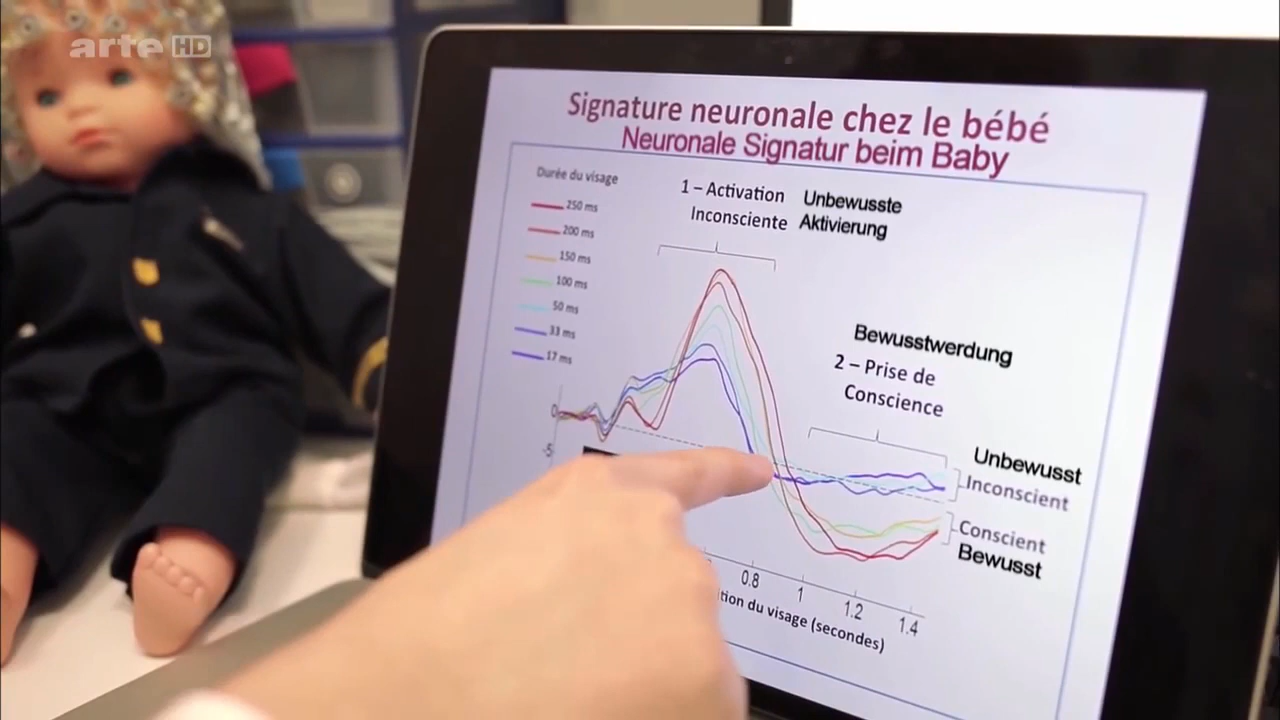 arte HD
Signature neuronale chez le bébé
Neuronale Signatur beim Baby
Durée du visage
250 ms
200 ms
150 ms
100 ms
50 ms
33 ms
17 ms
1 – Activation
Inconsciente
Unbewusste
Aktivierung
Bewusstwerdung
2 – Prise de
Conscience
Unbewusst
Inconscient
Conscient
Bewusst
0
-5
0.8
1
1.2
1.4
du visage (secondes)